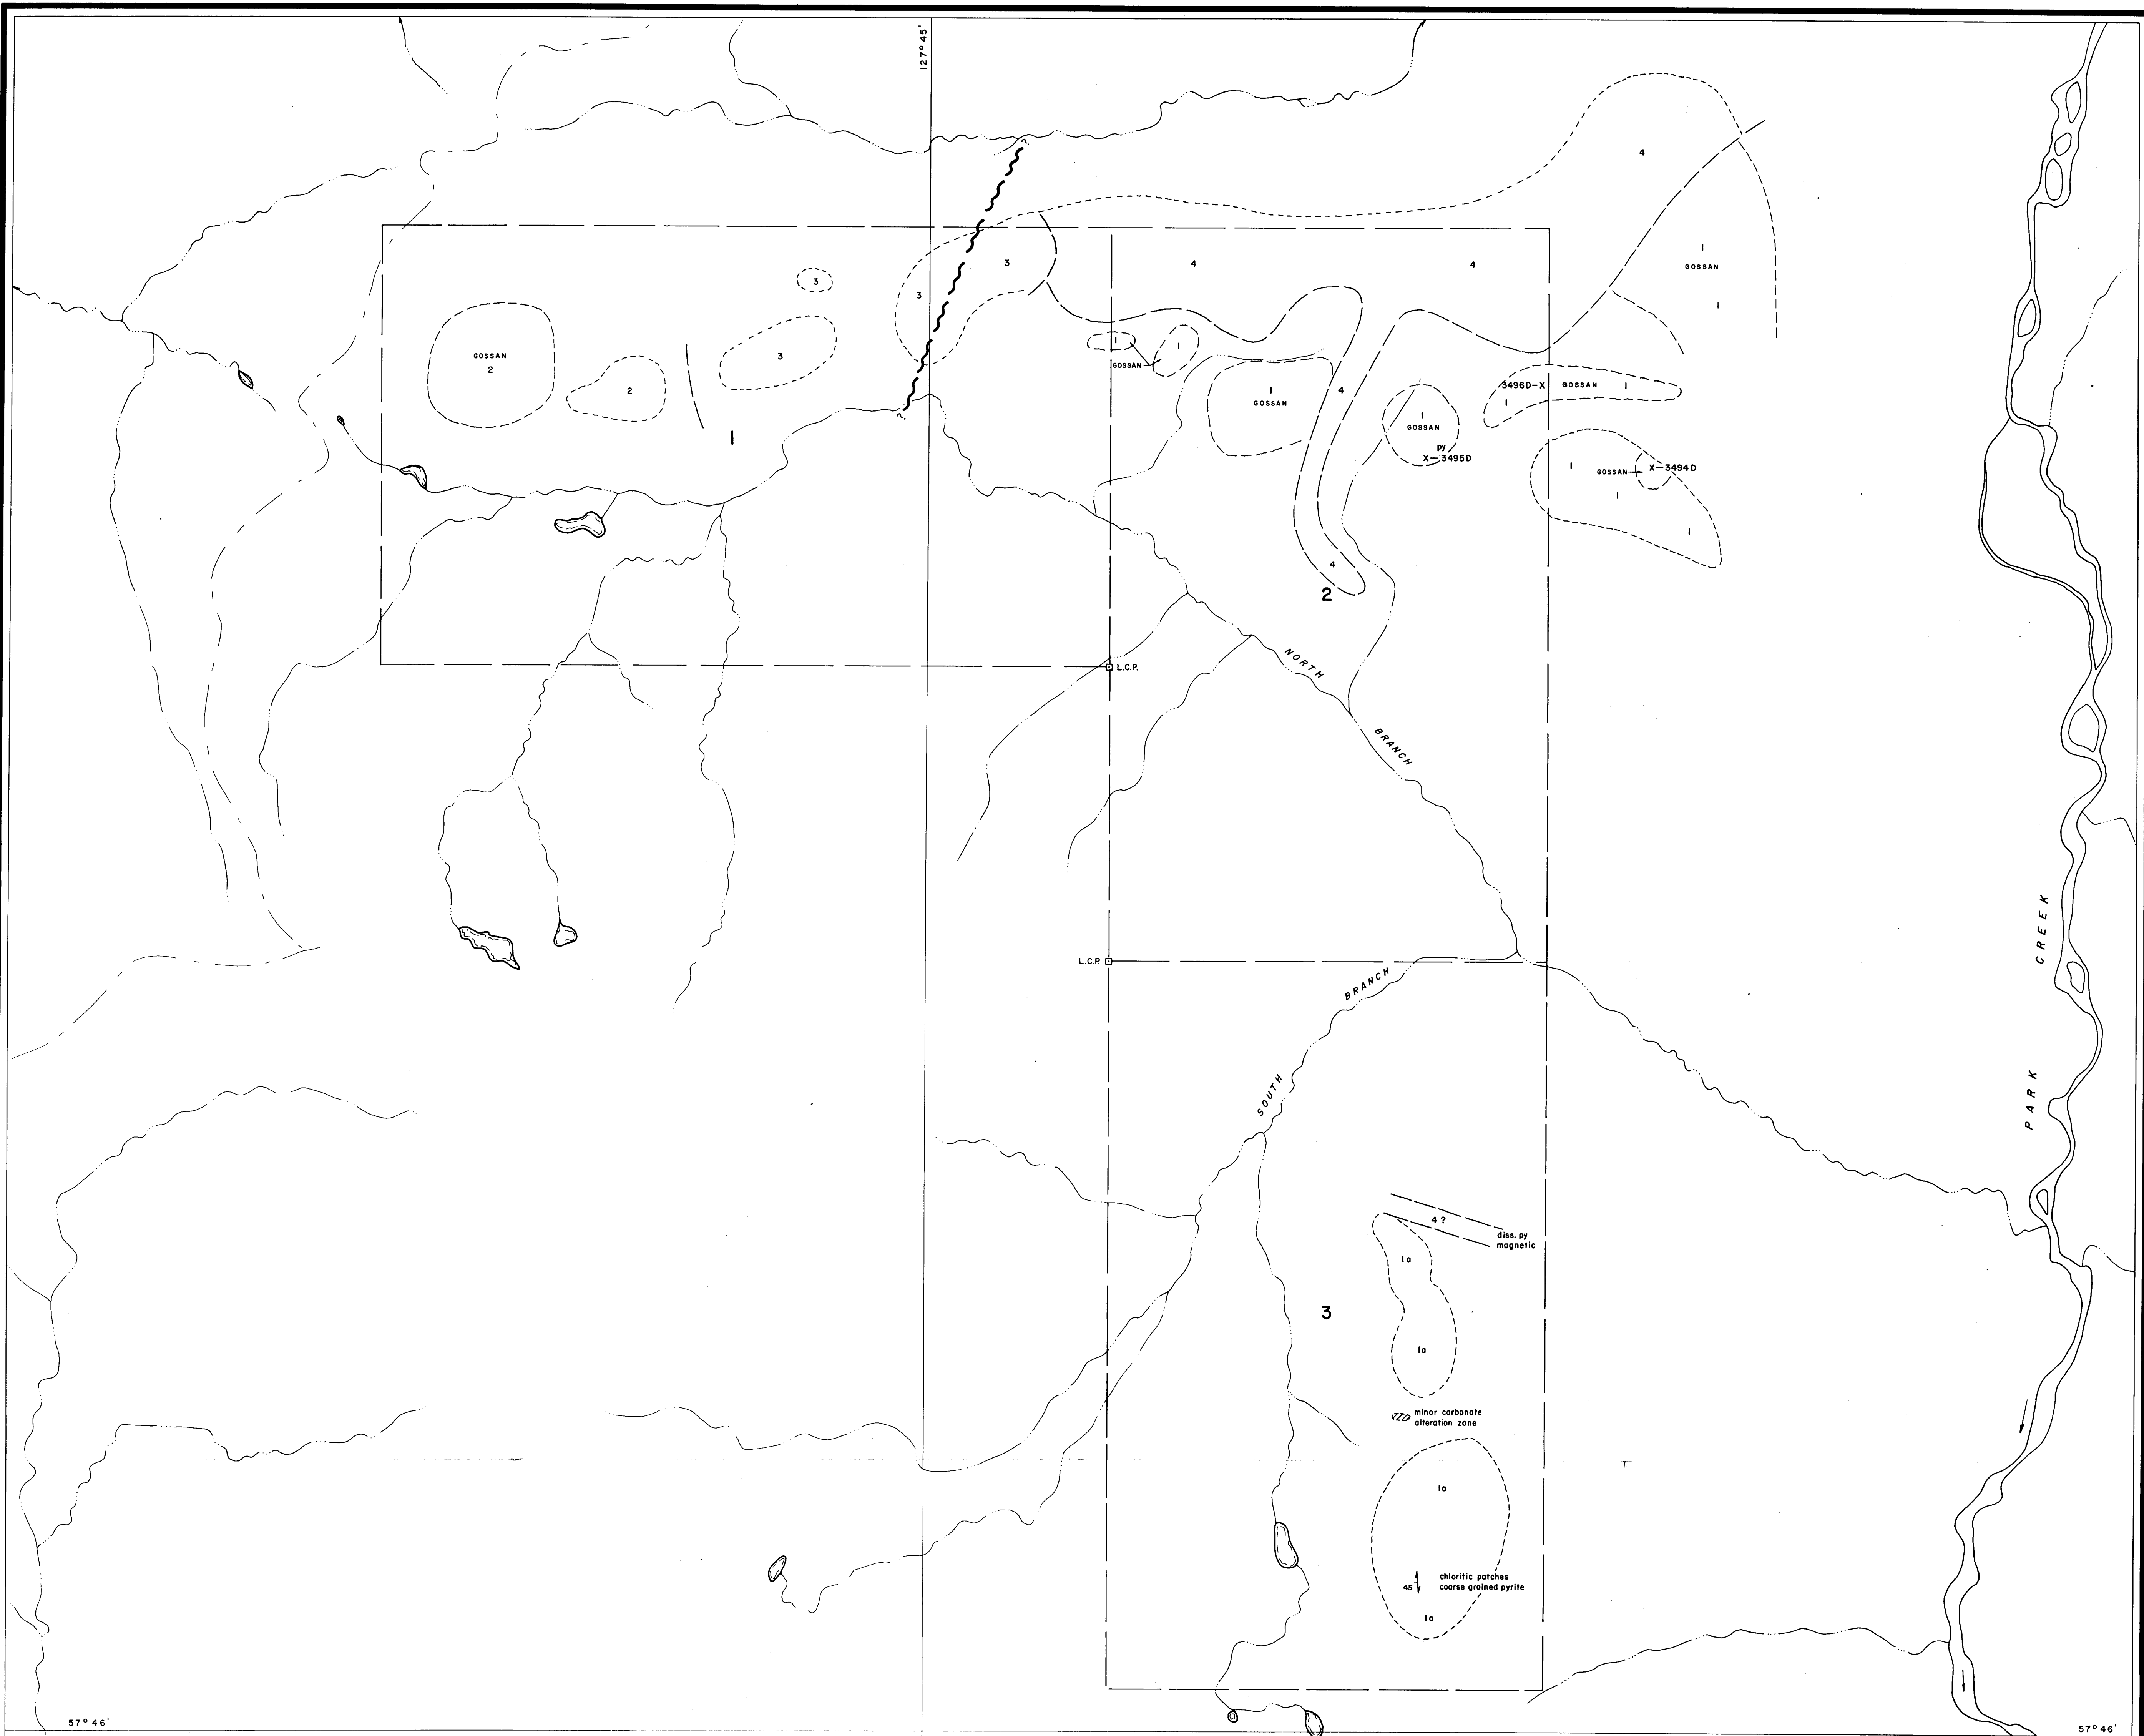 127° 45'
4
1
GOSSAN
1
3
4
4
3
3
GOSSAN
2
3
2
1
1
1
GOSSAN
1
GOSSAN
4
3496D-X GOSSAN 1
1
1
GOSSAN
py
X-3495D
1
GOSSAN
X-3494D
1
1
4
2
L.C.P.
NORTH
BRANCH
L.C.P.
BRANCH
SOUTH
CREEK
PARK
4 ?
diss. py
magnetic
1a
3
1a
minor carbonate
alteration zone
1a
45
chloritic patches
coarse grained pyrite
1a
57° 46'
57° 46'